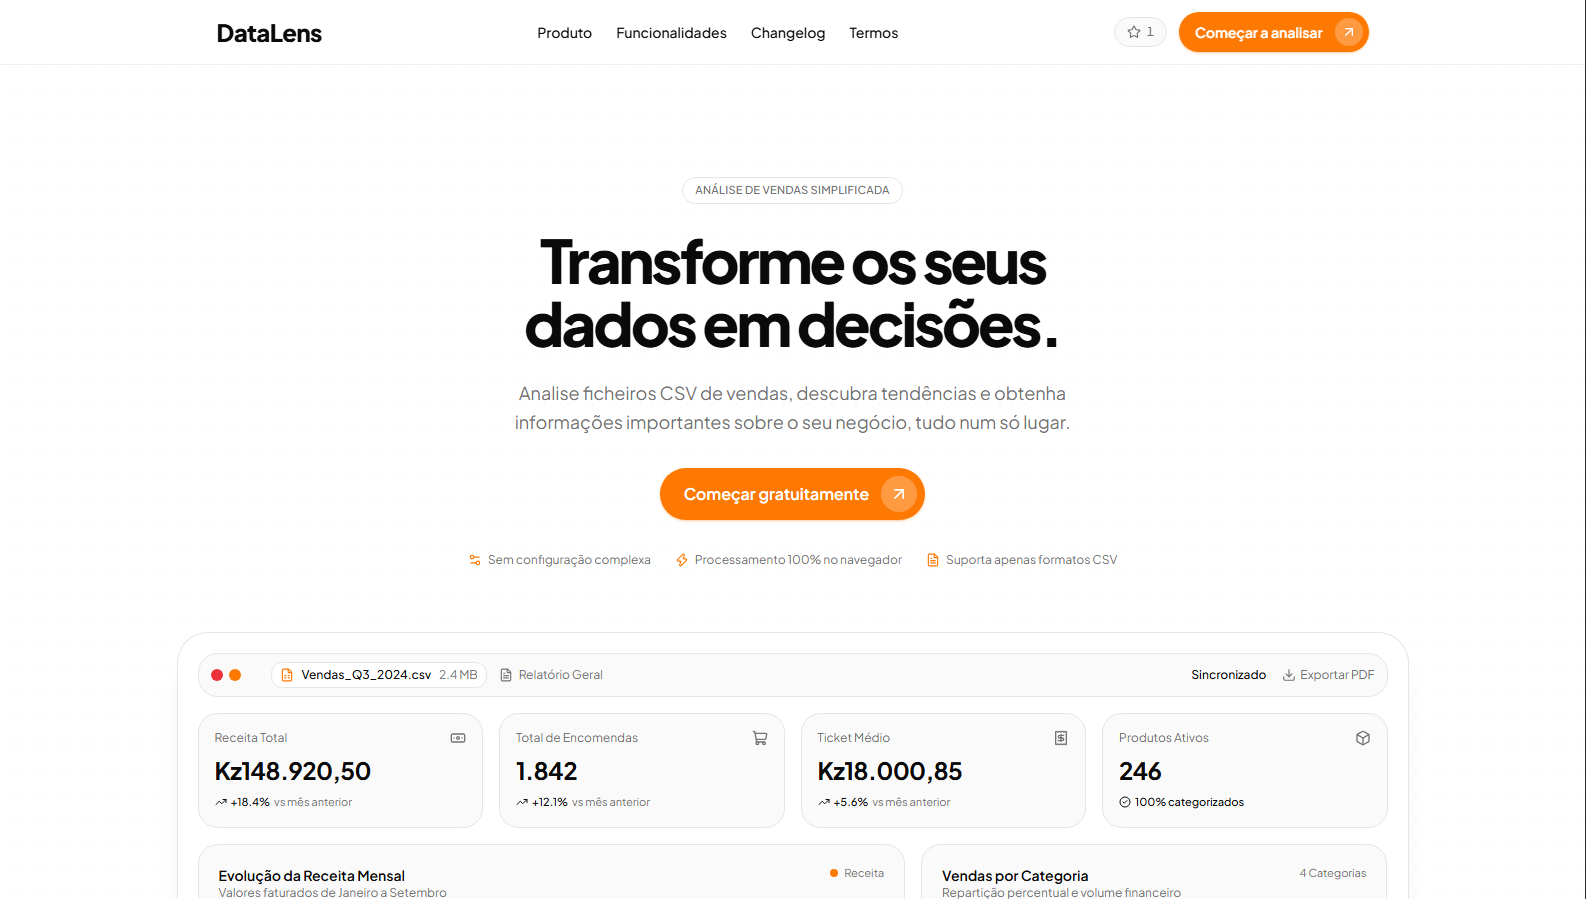 DataLens
Produto
Funcionalidades
Changelog
Termos
1
Começar a analisar
ANÁLISE DE VENDAS SIMPLIFICADA
Transforme os seus
dados em decisões.
Analise ficheiros CSV de vendas, descubra tendências e obtenha
informações importantes sobre o seu negócio, tudo num só lugar.
Começar gratuitamente
Sem configuração complexa
Processamento 100% no navegador
Suporta apenas formatos CSV
Vendas_Q3_2024.csv 2.4 MB
Relatório Geral
Sincronizado
Exportar PDF
Receita Total
Kz148.920,50
+18.4% vs mês anterior
Total de Encomendas
1.842
+12.1% vs mês anterior
Ticket Médio
Kz18.000,85
+5.6% vs mês anterior
Produtos Ativos
246
100% categorizados
Evolução da Receita Mensal
Valores faturados de Janeiro a Setembro
Receita
Vendas por Categoria
Repartição percentual e volume financeiro
4 Categorias